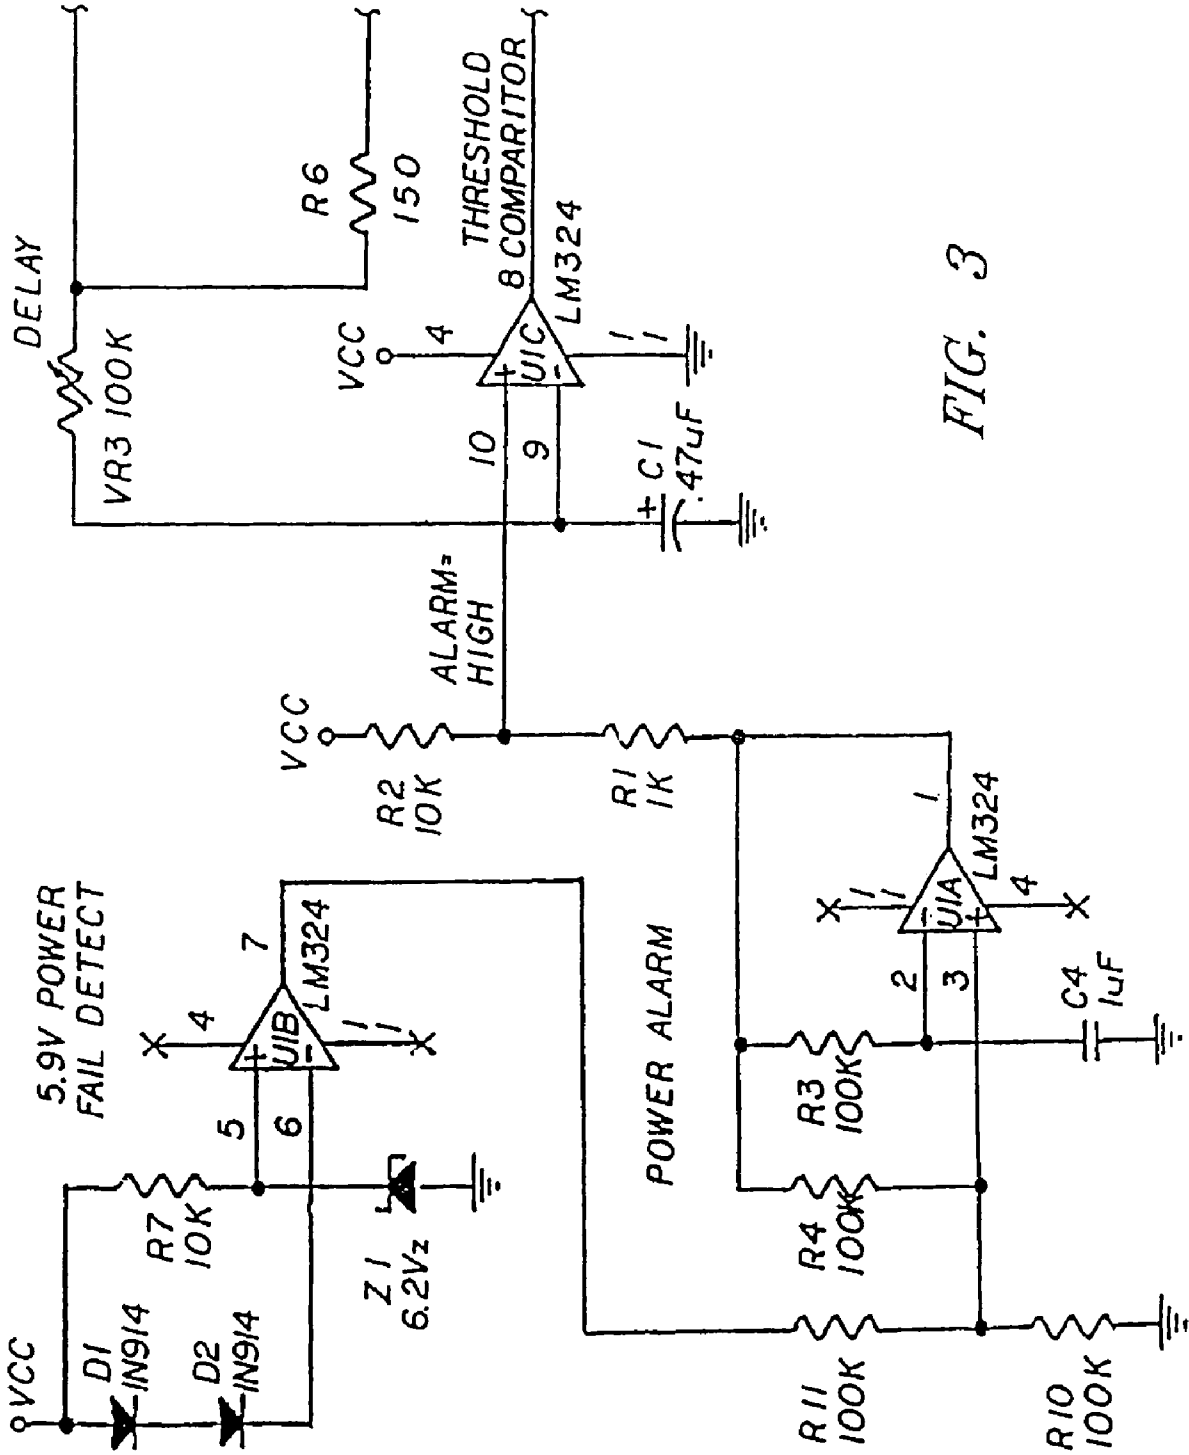 VCC
D1
IN914
D2
IN914
R7
10K
Z1
6.2Vz
5.9V POWER
FAIL DETECT
5
6
4
U1B
+
-
11
7
LM324
R11
100K
R10
100K
R4
100K
R3
100K
POWER ALARM
2
3
C4
1uF
-
U1A
+
11
4
LM324
1
VCC
R2
10K
R1
1K
ALARM=
HIGH
DELAY
VR3 100K
R6
150
VCC
4
10
9
+
U1C
-
11
+
C1
.47uF
8
LM324
THRESHOLD
COMPARITOR
FIG. 3